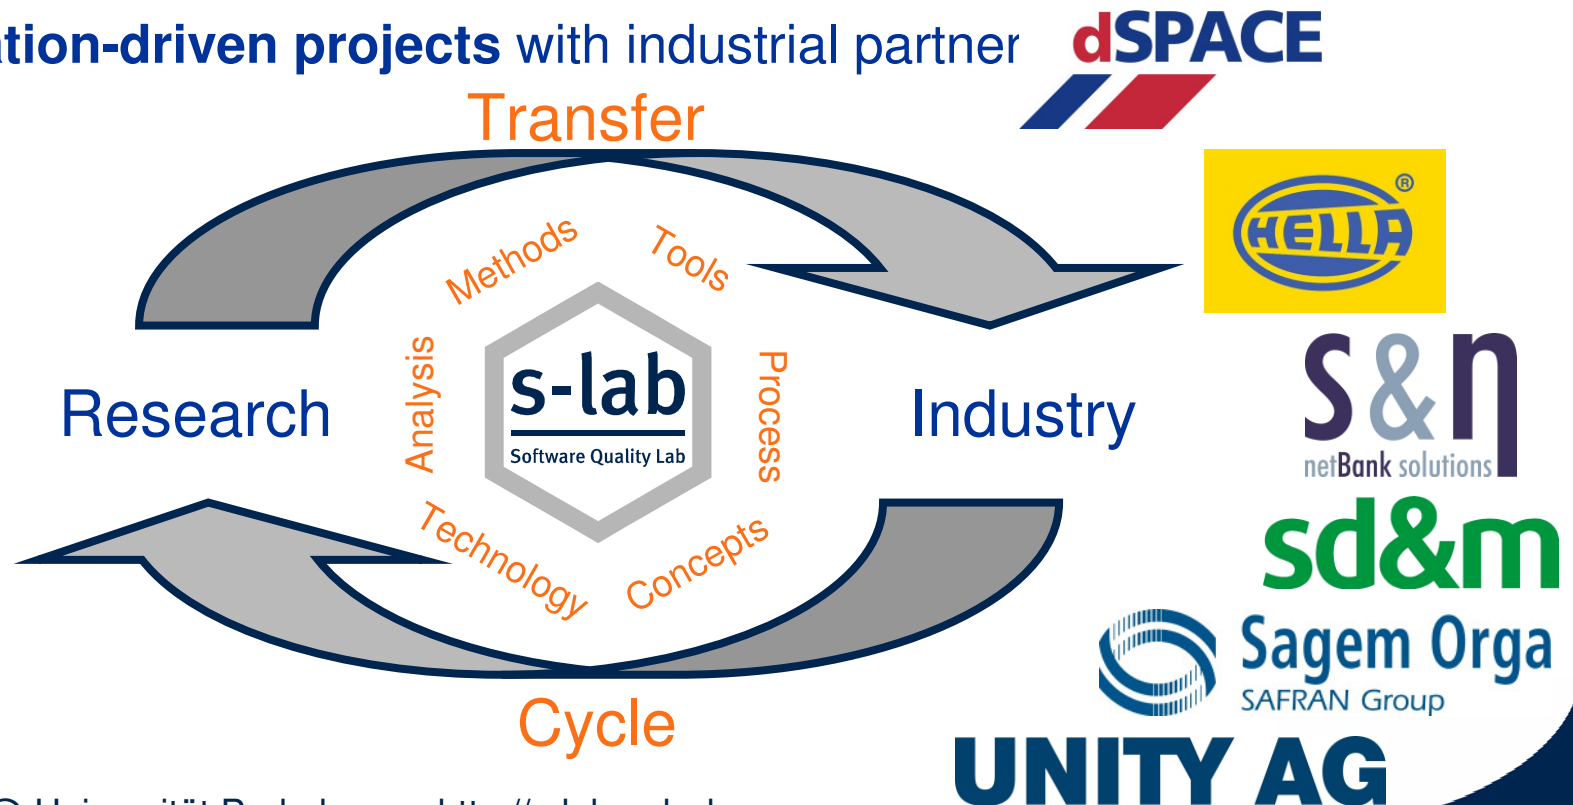 ation-driven projects with industrial partner
dSPACE
Transfer
HELLA
®
Methods
Tools
Analysis
s-lab
Software Quality Lab
Process
Research
Industry
s&n
netBank solutions
sd&m
Technology
Concepts
Sagem Orga
SAFRAN Group
Cycle
UNITY AG